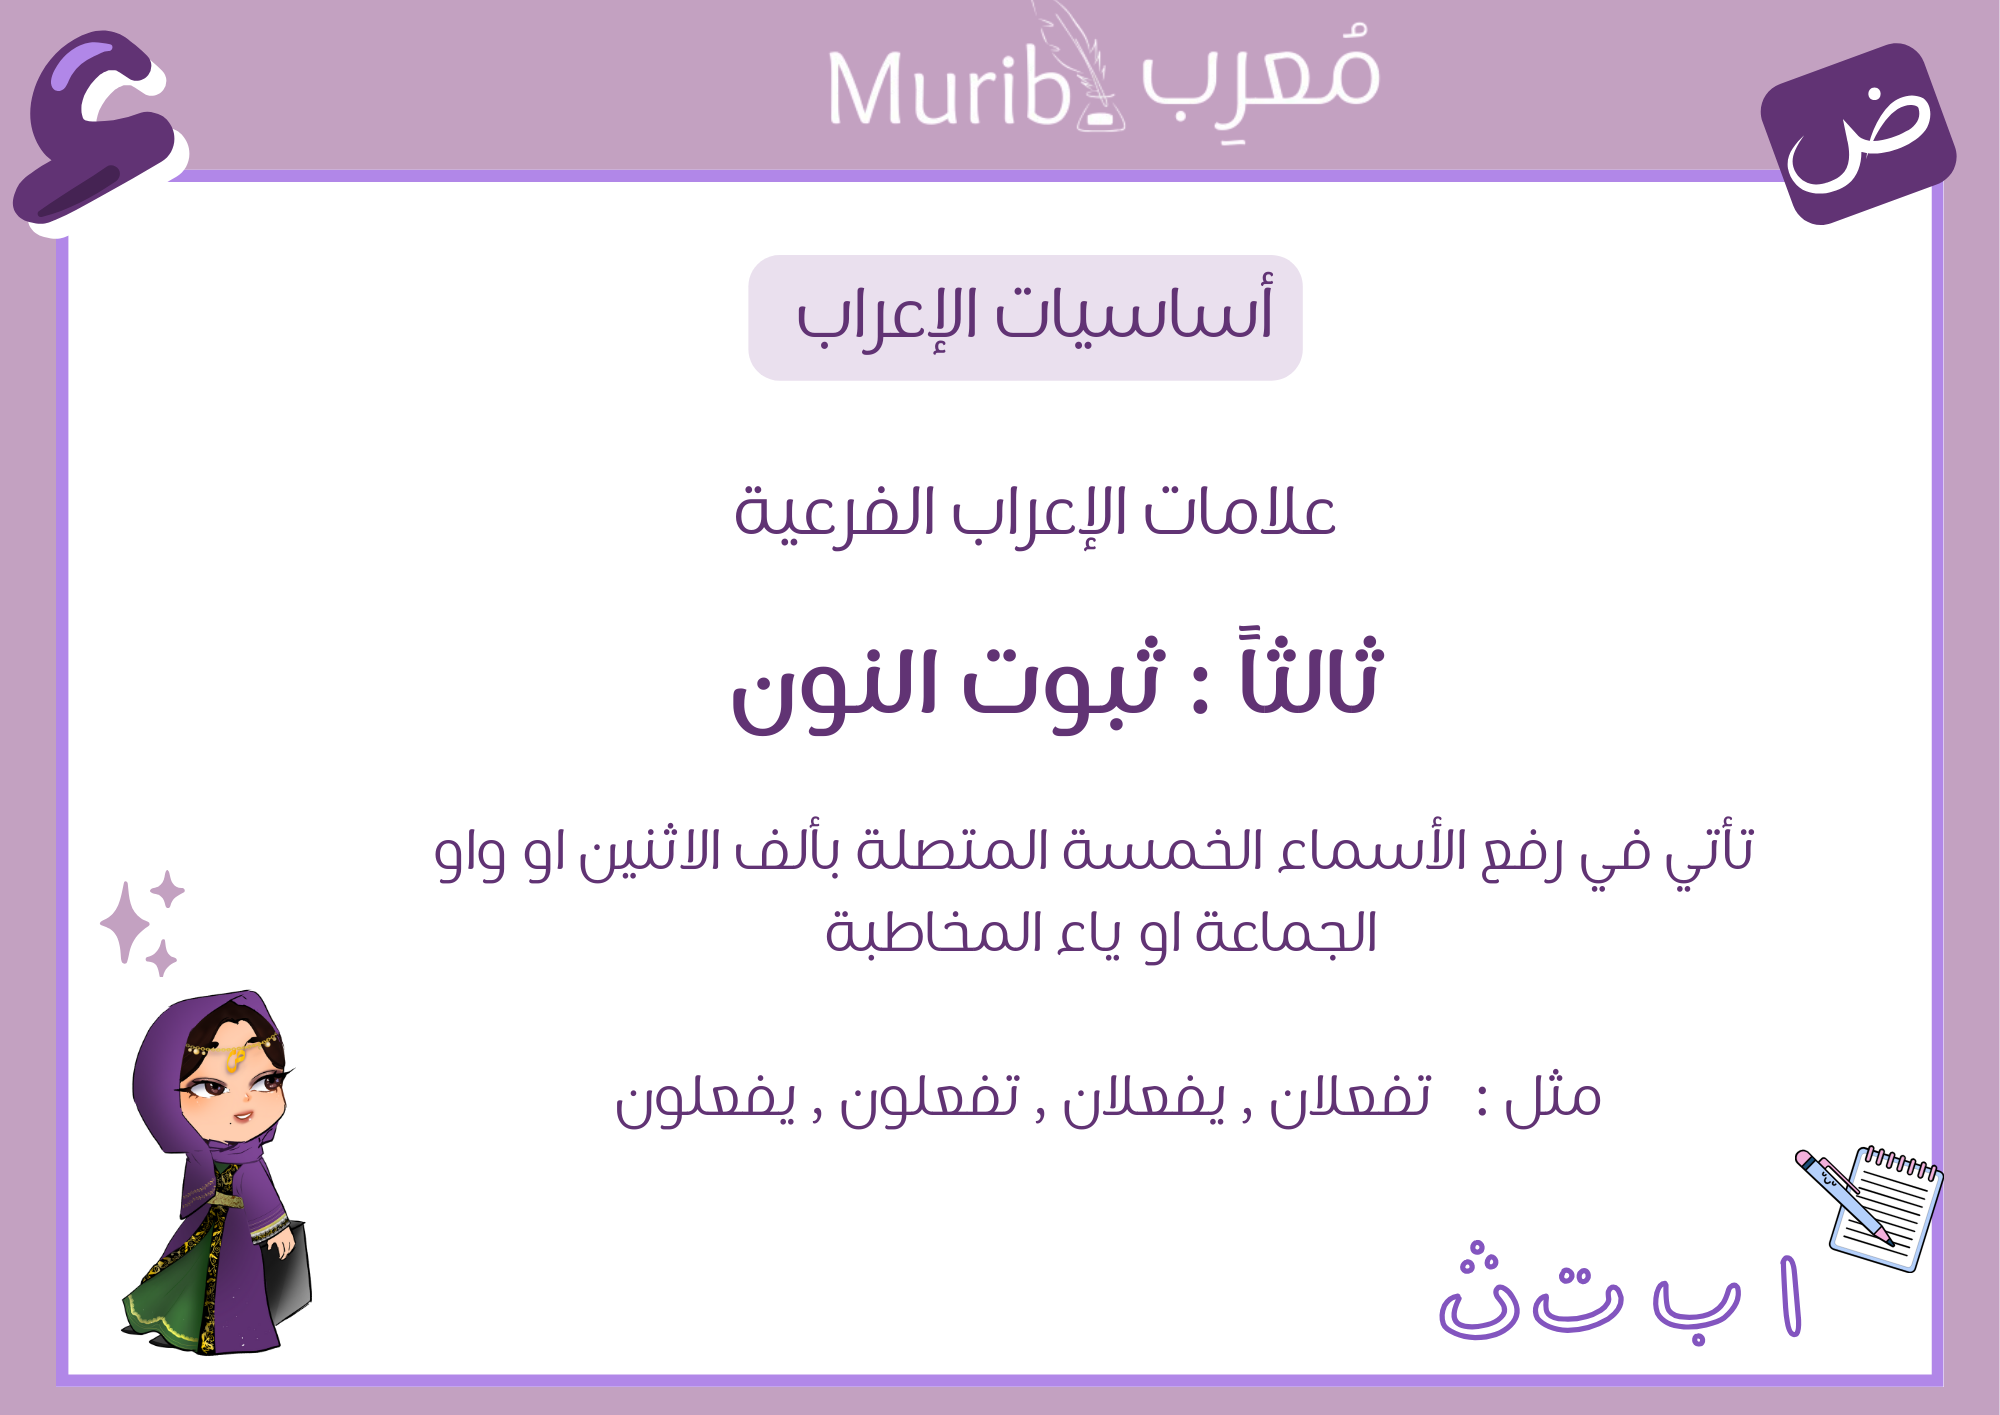 Murib مُعرِب
ع
ض
أساسيات الإعراب
علامات الإعراب الفرعية
ثالثاً : ثبوت النون
تأتي في رفع الأسماء الخمسة المتصلة بألف الاثنين او واو
الجماعة او ياء المخاطبة
مثل : تفعلان , يفعلان , تفعلون , يفعلون
ض
ا ب ت ث